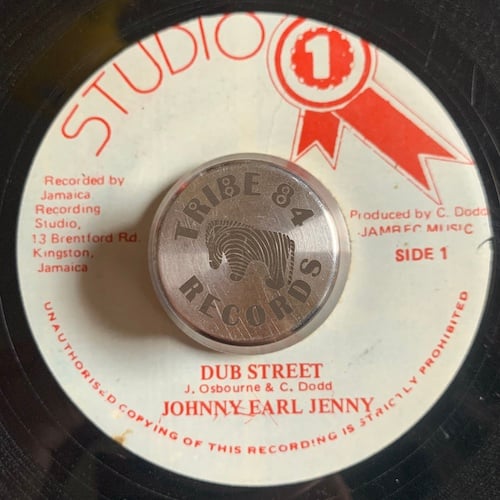 STUDIO
1
Recorded by
Jamaica
Recording
Studio,
13 Brentford Rd.
Kingston,
Jamaica
Produced by C. Dodd
JAMREC MUSIC
SIDE 1
TRIBE 84
RECORDS
DUB STREET
J. Osbourne & C. Dodd
JOHNNY EARL JENNY
UNAUTHORISED COPYING OF THIS RECORDING IS STRICTLY PROHIBITED